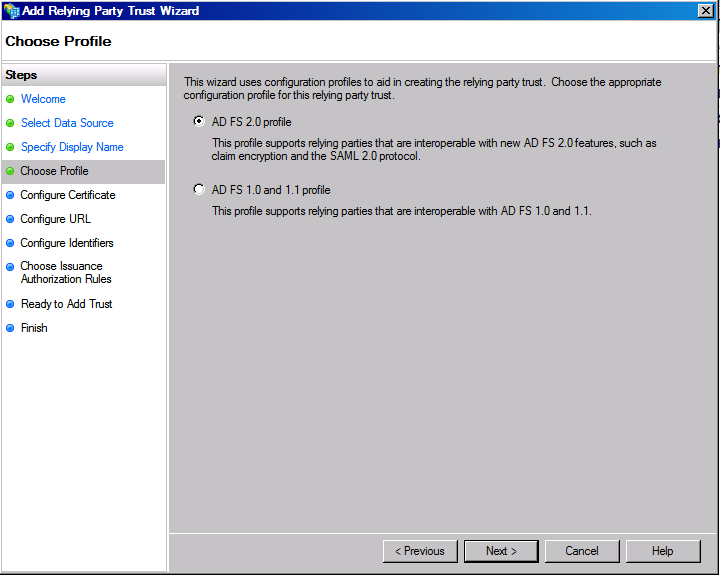 Add Relying Party Trust Wizard
Choose Profile
Steps
Welcome
Select Data Source
Specify Display Name
Choose Profile
Configure Certificate
Configure URL
Configure Identifiers
Choose Issuance
Authorization Rules
Ready to Add Trust
Finish
This wizard uses configuration profiles to aid in creating the relying party trust. Choose the appropriate
configuration profile for this relying party trust.
AD FS 2.0 profile
This profile supports relying parties that are interoperable with new AD FS 2.0 features, such as
claim encryption and the SAML 2.0 protocol.
AD FS 1.0 and 1.1 profile
This profile supports relying parties that are interoperable with AD FS 1.0 and 1.1.
< Previous
Next >
Cancel
Help